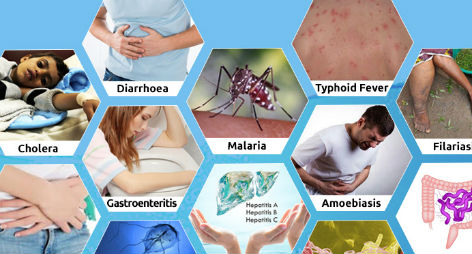 Diarrhoea
Typhoid Fever
Cholera
Malaria
Filarias
Gastroenteritis
Hepatitis A
Hepatitis B
Hepatitis C
Amoebiasis